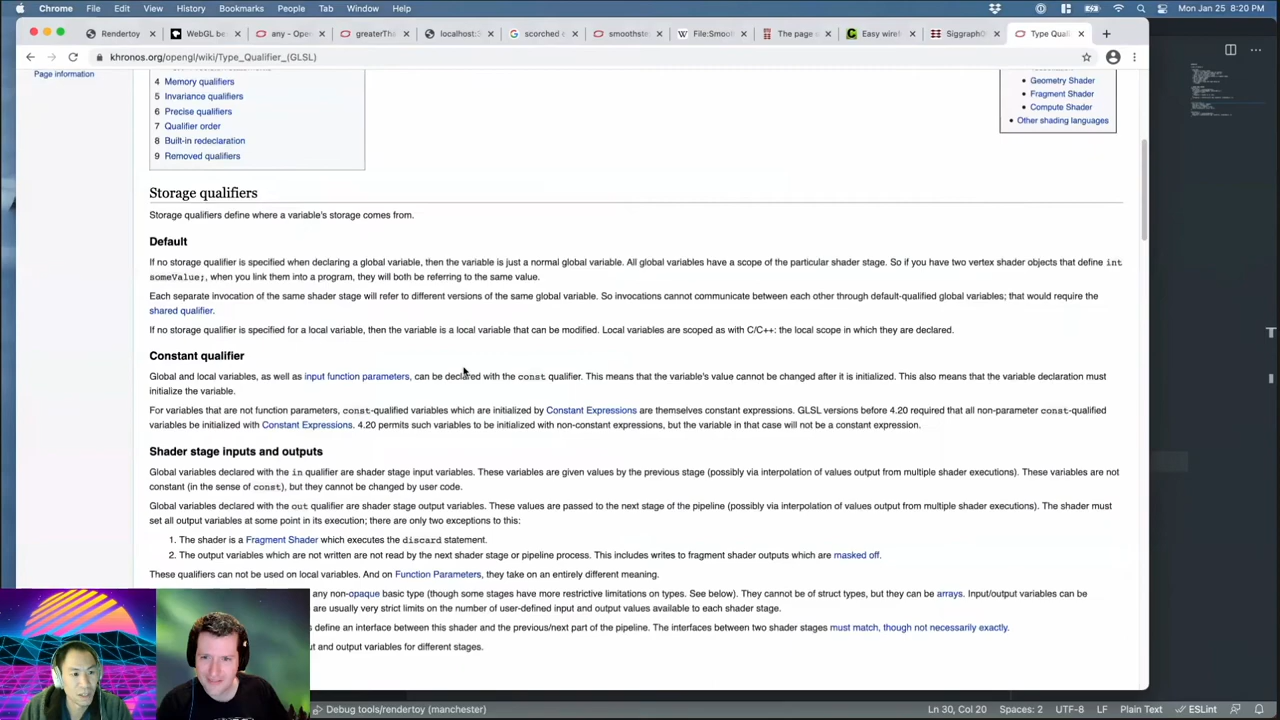 Chrome File Edit View History Bookmarks People Tab Window Help Mon Jan 25 8:20 PM
Rendertoy WebGL be any - Open greaterTha localhost: scorched smoothste File:Smoo The page Easy wirel Siggraph0 Type Quali
khronos.org/opengl/wiki/Type_Qualifier_(GLSL)
Page information
4 Memory qualifiers
5 Invariance qualifiers
6 Precise qualifiers
7 Qualifier order
8 Built-in redeclaration
9 Removed qualifiers
Geometry Shader
Fragment Shader
Compute Shader
Other shading languages
Storage qualifiers
Storage qualifiers define where a variable's storage comes from.
Default
If no storage qualifier is specified when declaring a global variable, then the variable is just a normal global variable. All global variables have a scope of the particular shader stage. So if you have two vertex shader objects that define int
someValue;, when you link them into a program, they will both be referring to the same value.
Each separate invocation of the same shader stage will refer to different versions of the same global variable. So invocations cannot communicate between each other through default-qualified global variables; that would require the
shared qualifier.
If no storage qualifier is specified for a local variable, then the variable is a local variable that can be modified. Local variables are scoped as with C/C++: the local scope in which they are declared.
Constant qualifier
Global and local variables, as well as input function parameters, can be declared with the const qualifier. This means that the variable's value cannot be changed after it is initialized. This also means that the variable declaration must
initialize the variable.
For variables that are not function parameters, const-qualified variables which are initialized by Constant Expressions are themselves constant expressions. GLSL versions before 4.20 required that all non-parameter const-qualified
variables be initialized with Constant Expressions. 4.20 permits such variables to be initialized with non-constant expressions, but the variable in that case will not be a constant expression.
Shader stage inputs and outputs
Global variables declared with the in qualifier are shader stage input variables. These variables are given values by the previous stage (possibly via interpolation of values output from multiple shader executions). These variables are not
constant (in the sense of const), but they cannot be changed by user code.
Global variables declared with the out qualifier are shader stage output variables. These values are passed to the next stage of the pipeline (possibly via interpolation of values output from multiple shader executions). The shader must
set all output variables at some point in its execution; there are only two exceptions to this:
1. The shader is a Fragment Shader which executes the discard statement.
2. The output variables which are not written are not read by the next shader stage or pipeline process. This includes writes to fragment shader outputs which are masked off.
These qualifiers can not be used on local variables. And on Function Parameters, they take on an entirely different meaning.
any non-opaque basic type (though some stages have more restrictive limitations on types. See below). They cannot be of struct types, but they can be arrays. Input/output variables can be
are usually very strict limits on the number of user-defined input and output values available to each shader stage.
define an interface between this shader and the previous/next part of the pipeline. The interfaces between two shader stages must match, though not necessarily exactly.
and output variables for different stages.
Debug tools/rendertoy (manchester) Ln 30, Col 20 Spaces: 2 UTF-8 LF Plain Text ESLint